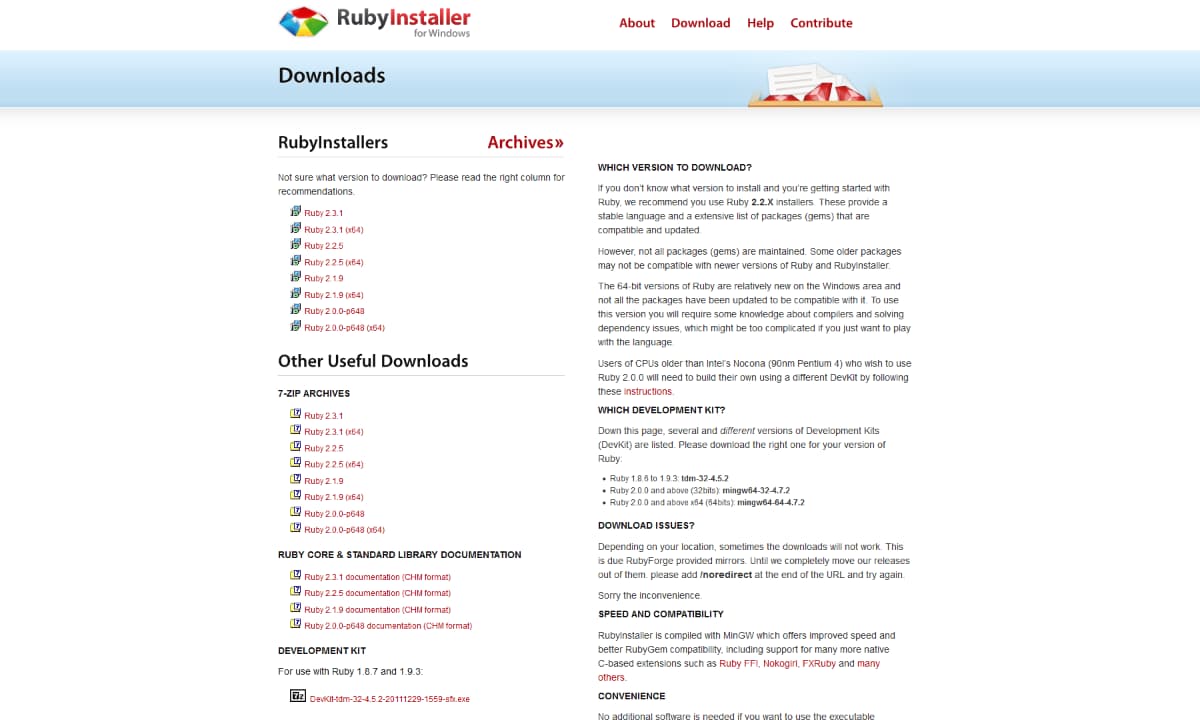 RubyInstaller
for Windows
About Download Help Contribute
Downloads
RubyInstallers Archives»
Not sure what version to download? Please read the right column for
recommendations.
Ruby 2.3.1
Ruby 2.3.1 (x64)
Ruby 2.2.5
Ruby 2.2.5 (x64)
Ruby 2.1.9
Ruby 2.1.9 (x64)
Ruby 2.0.0-p648
Ruby 2.0.0-p648 (x64)
Other Useful Downloads
7-ZIP ARCHIVES
Ruby 2.3.1
Ruby 2.3.1 (x64)
Ruby 2.2.5
Ruby 2.2.5 (x64)
Ruby 2.1.9
Ruby 2.1.9 (x64)
Ruby 2.0.0-p648
Ruby 2.0.0-p648 (x64)
RUBY CORE & STANDARD LIBRARY DOCUMENTATION
Ruby 2.3.1 documentation (CHM format)
Ruby 2.2.5 documentation (CHM format)
Ruby 2.1.9 documentation (CHM format)
Ruby 2.0.0-p648 documentation (CHM format)
DEVELOPMENT KIT
For use with Ruby 1.8.7 and 1.9.3:
DevKit-tdm-32-4.5.2-20111229-1559-sfx.exe
WHICH VERSION TO DOWNLOAD?
If you don't know what version to install and you're getting started with
Ruby, we recommend you use Ruby 2.2.X installers. These provide a
stable language and a extensive list of packages (gems) that are
compatible and updated.
However, not all packages (gems) are maintained. Some older packages
may not be compatible with newer versions of Ruby and RubyInstaller.
The 64-bit versions of Ruby are relatively new on the Windows area and
not all the packages have been updated to be compatible with it. To use
this version you will require some knowledge about compilers and solving
dependency issues, which might be too complicated if you just want to play
with the language.
Users of CPUs older than Intel's Nocona (90nm Pentium 4) who wish to use
Ruby 2.0.0 will need to build their own using a different DevKit by following
these instructions.
WHICH DEVELOPMENT KIT?
Down this page, several and different versions of Development Kits
(DevKit) are listed. Please download the right one for your version of
Ruby:
• Ruby 1.8.6 to 1.9.3: tdm-32-4.5.2
• Ruby 2.0.0 and above (32bits): mingw64-32-4.7.2
• Ruby 2.0.0 and above x64 (64bits): mingw64-64-4.7.2
DOWNLOAD ISSUES?
Depending on your location, sometimes the downloads will not work. This
is due RubyForge provided mirrors. Until we completely move our releases
out of them, please add /noredirect at the end of the URL and try again.
Sorry the inconvenience.
SPEED AND COMPATIBILITY
RubyInstaller is compiled with MinGW which offers improved speed and
better RubyGem compatibility, including support for many more native
C-based extensions such as Ruby FFI, Nokogiri, FXRuby and many
others.
CONVENIENCE
No additional software is needed if you want to use the executable